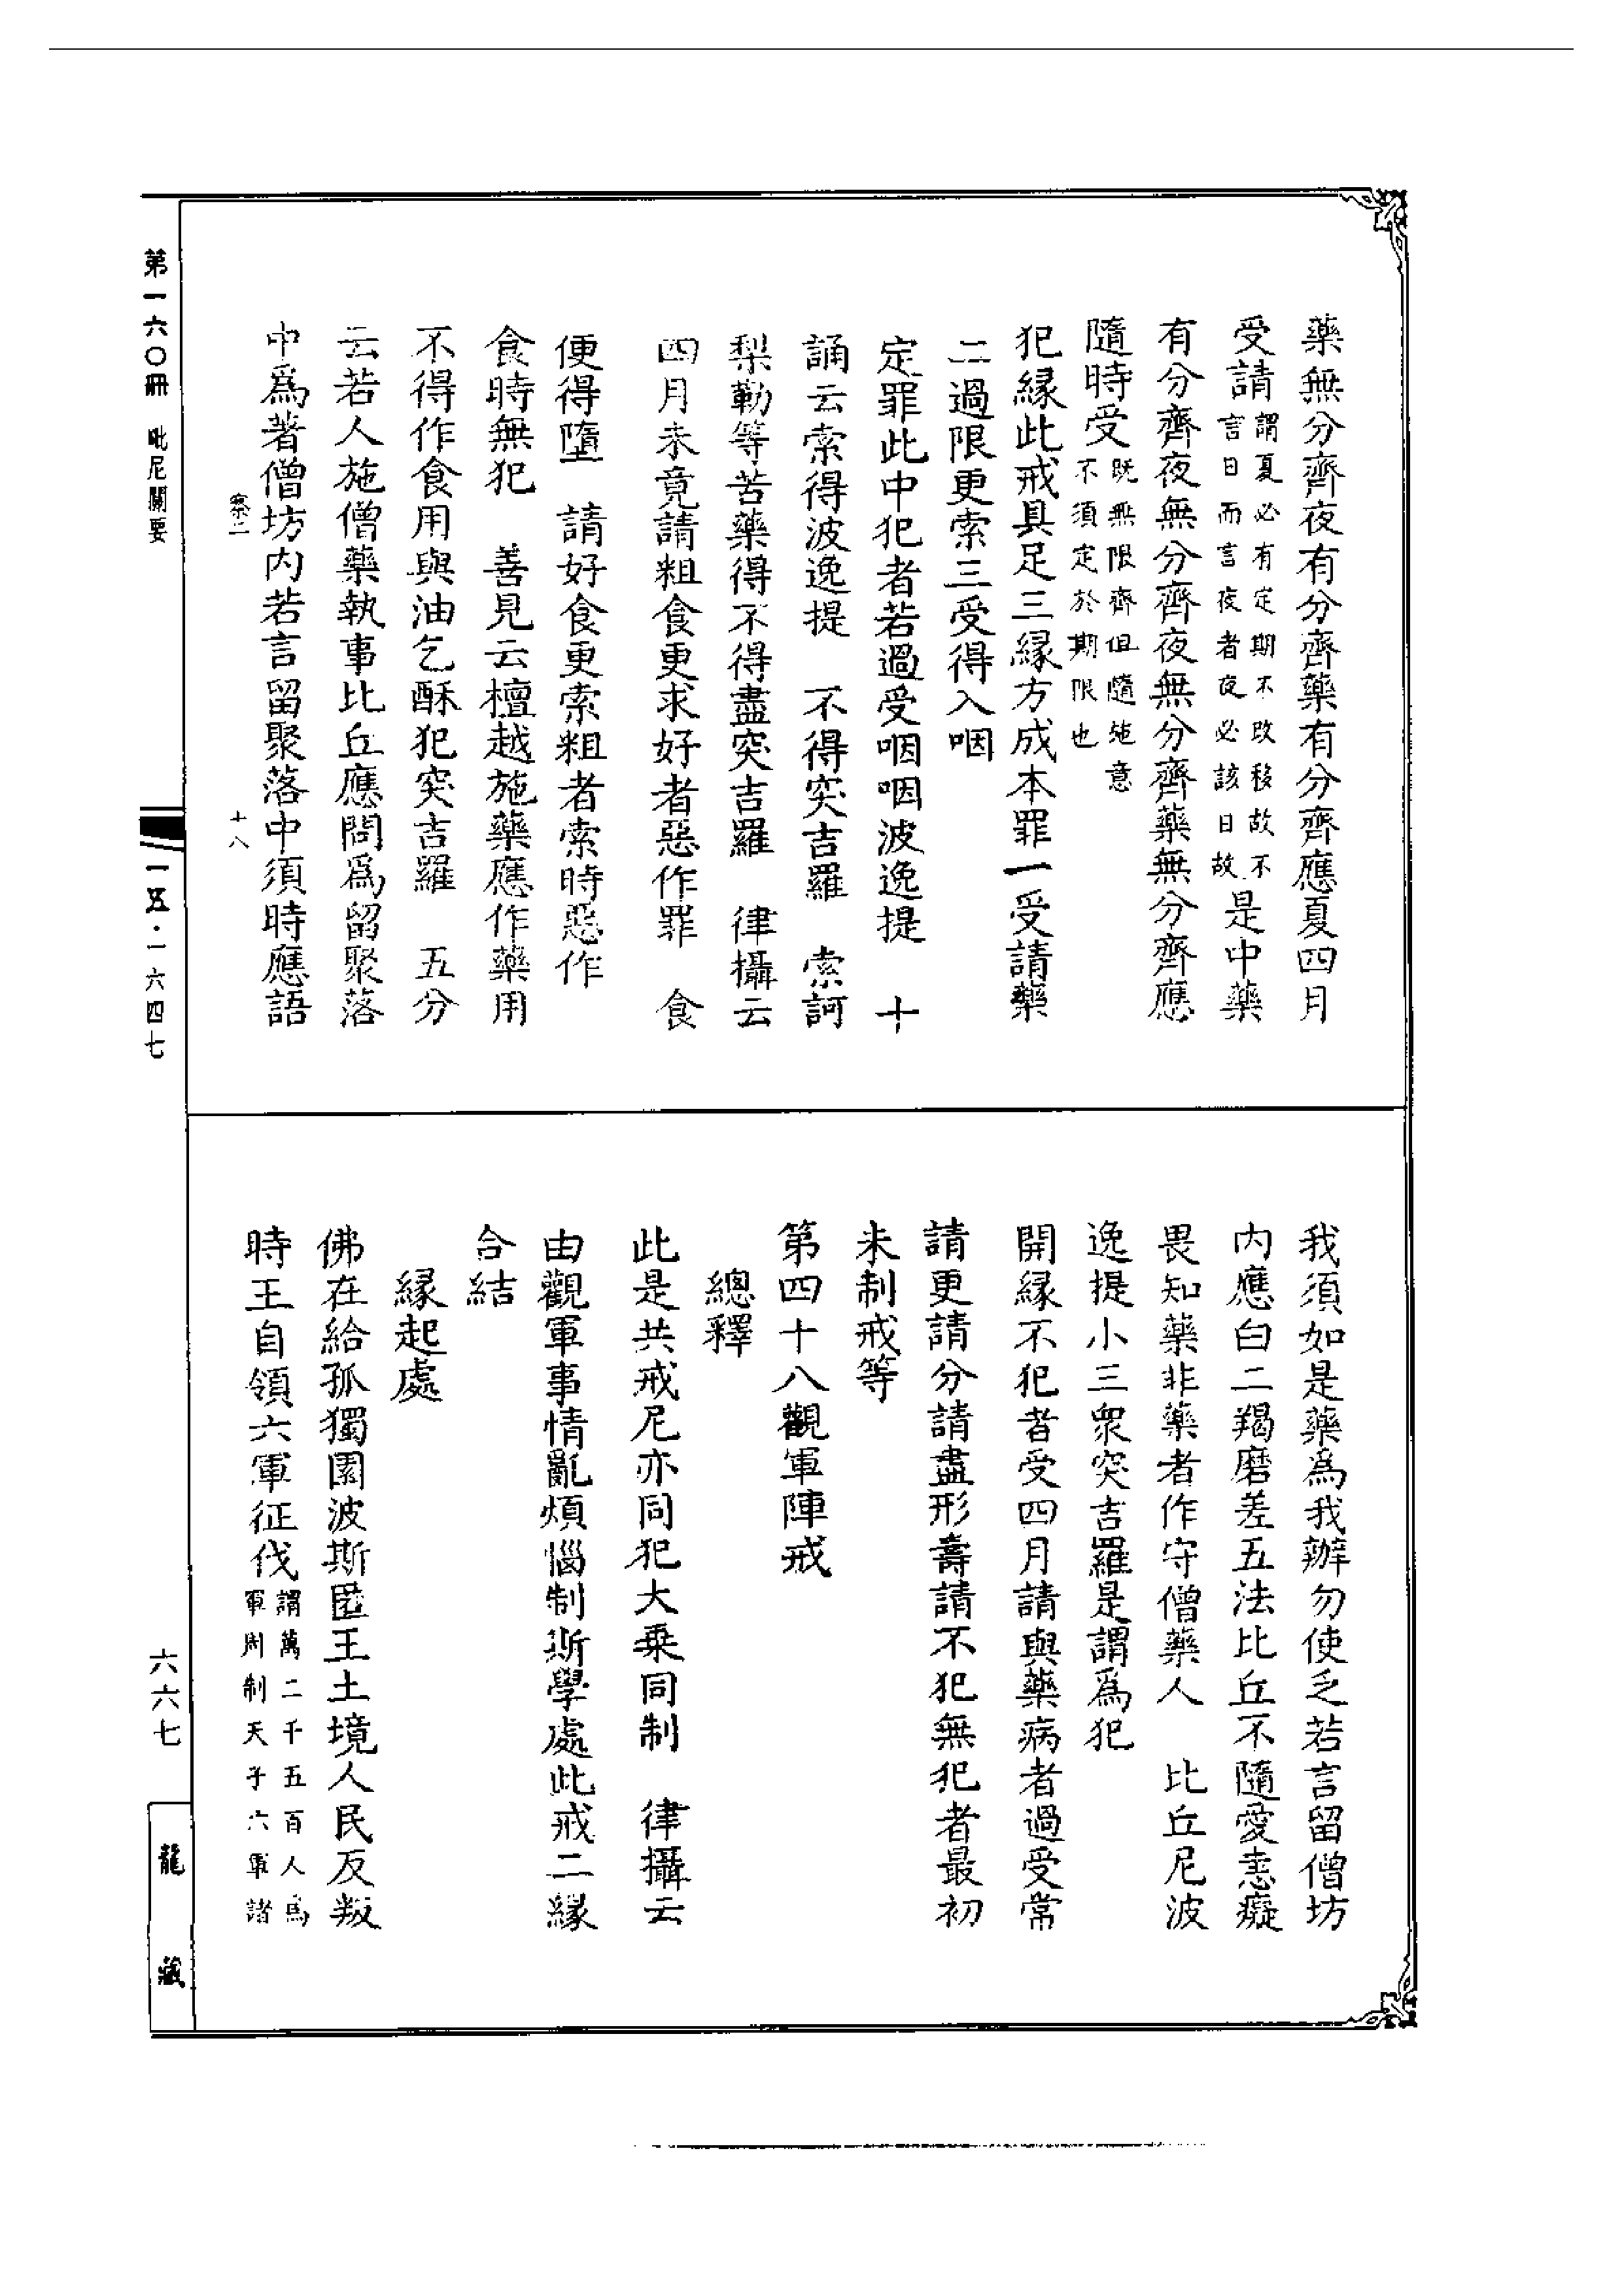 藥無分齊夜有分齊藥有分齊應夏四月
受請謂夏必有定期不改移故不言日而言夜者夜必該日故是中藥
有分齊夜無分齊夜無分齊藥無分齊應
隨時受既無限齊但隨施意不須定於期限也
犯緣此戒具足三緣方成本罪一受請藥
二過限更索三受得入咽
定罪此中犯者若過受咽咽波逸提　十
誦云索得波逸提　不得突吉羅　索訶
梨勒等苦藥得不得盡突吉羅　律攝云
四月未竟請粗食更求好者惡作罪　食
便得墮　請好食更索粗者索時惡作
食時無犯　善見云檀越施藥應作藥用
不得作食用與油乞酥犯突吉羅　五分
云若人施僧藥執事比丘應問為留聚落
中為著僧坊內若言留聚落中須時應語
我須如是藥為我辦勿使乏若言留僧坊
內應白二羯磨差五法比丘不隨愛恚癡
畏知藥非藥者作守僧藥人　比丘尼波
逸提小三眾突吉羅是謂為犯
開緣不犯者受四月請與藥病者過受常
請更請分請盡形壽請不犯無犯者最初
未制戒等
第四十八觀軍陣戒
總釋
此是共戒尼亦同犯大乘同制　律攝云
由觀軍事情亂煩惱制斯學處此戒二緣
合結
緣起處
佛在給孤獨園波斯匿王土境人民反叛
時王自領六軍征伐謂萬二千五百人為軍周制天子六軍諸
第一六〇冊　毗尼關要
案二
十八
一五·一六四七
六六七
龍藏